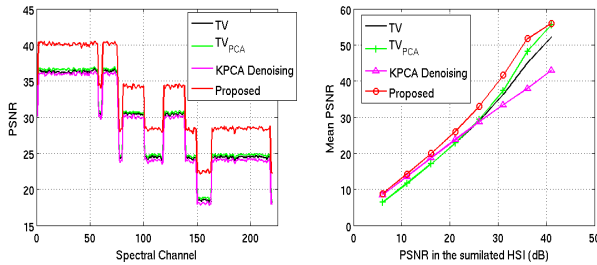 45
40
35
30
25
20
15
0
50
100
150
200
PSNR
Spectral Channel
TV
TVPCA
KPCA Denoising
Proposed
60
50
40
30
20
10
0
0
10
20
30
40
50
Mean PSNR
PSNR in the sumilated HSI (dB)
TV
TVPCA
KPCA Denoising
Proposed